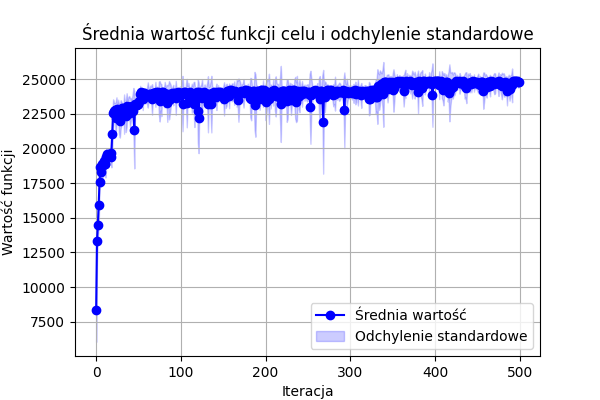 Średnia wartość funkcji celu i odchylenie standardowe
Wartość funkcji
25000
22500
20000
17500
15000
12500
10000
7500
0 100 200 300 400 500
Iteracja
Średnia wartość
Odchylenie standardowe